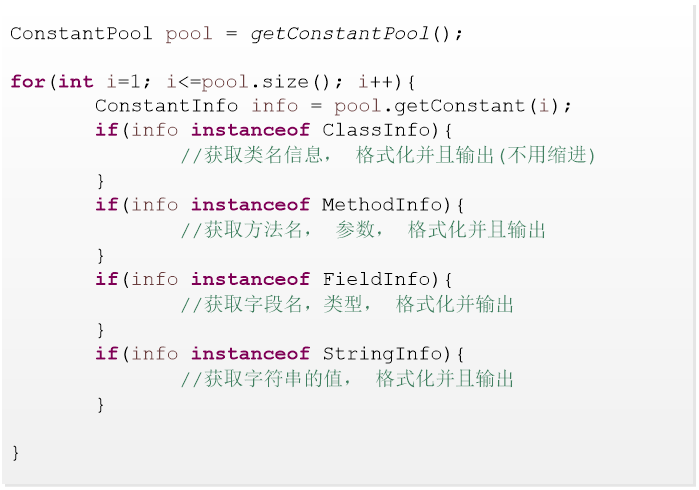 ConstantPool pool = getConstantPool();
for(int i=1; i<=pool.size(); i++){
ConstantInfo info = pool.getConstant(i);
if(info instanceof ClassInfo){
//获取类名信息， 格式化并且输出(不用缩进)
}
if(info instanceof MethodInfo){
//获取方法名， 参数， 格式化并且输出
}
if(info instanceof FieldInfo){
//获取字段名，类型， 格式化并输出
}
if(info instanceof StringInfo){
//获取字符串的值， 格式化并且输出
}
}